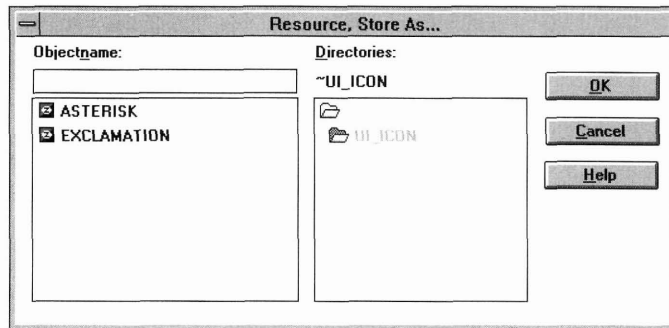 Resource, Store As...
Objectname:
ASTERISK
EXCLAMATION
Directories:
~UI_ICON
UI_ICON
OK
Cancel
Help